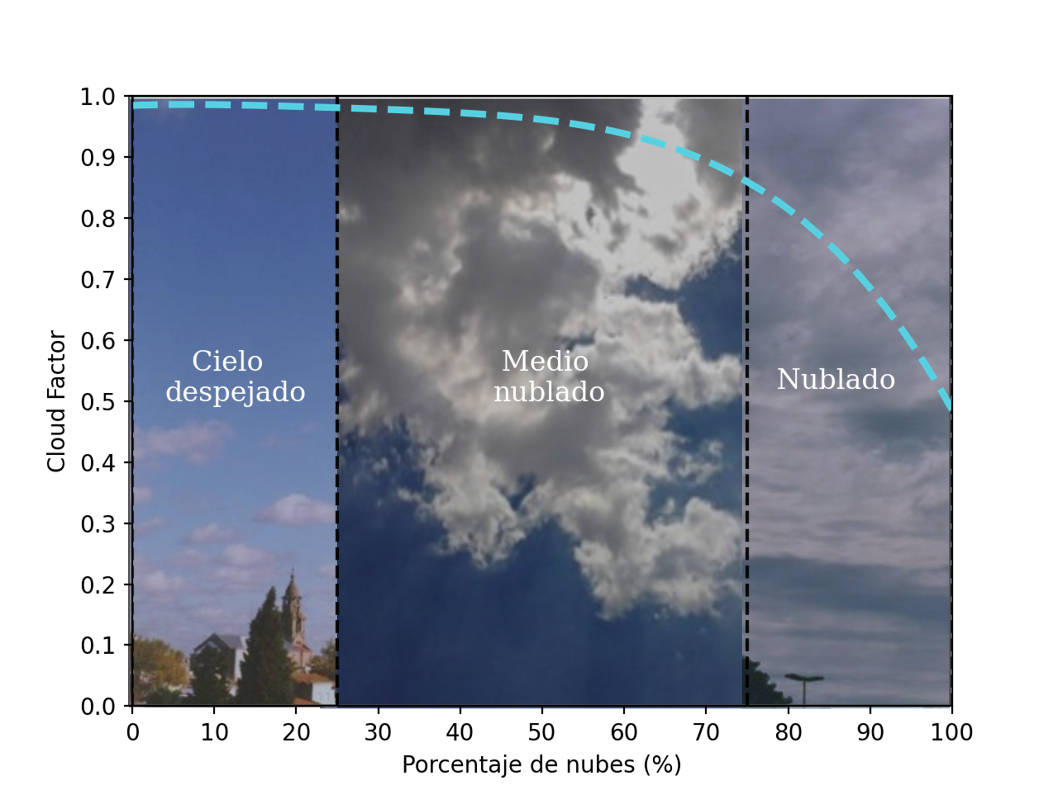 1.0
0.9
0.8
0.7
0.6
0.5
0.4
0.3
0.2
0.1
0.0
Cloud Factor
Cielo
despejado
Medio
nublado
Nublado
0 10 20 30 40 50 60 70 80 90 100
Porcentaje de nubes (%)